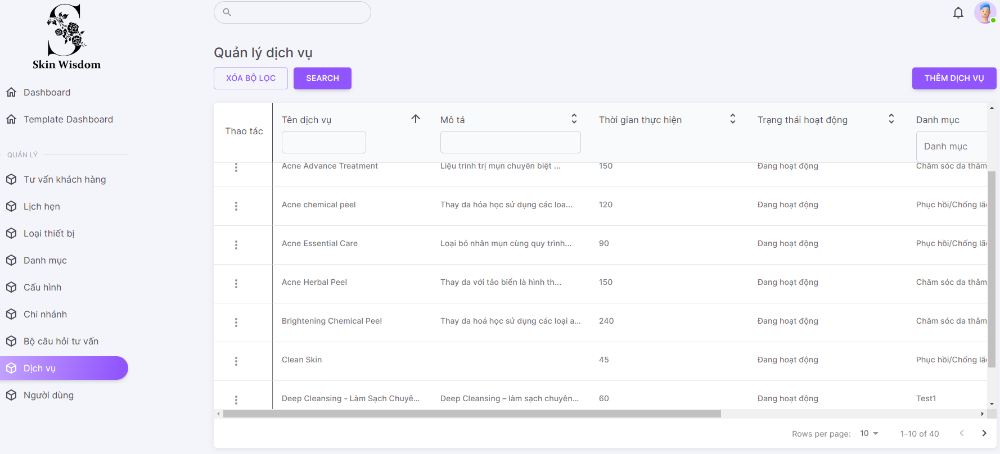 Skin Wisdom
Dashboard
Template Dashboard
QUẢN LÝ
Tư vấn khách hàng
Lịch hẹn
Loại thiết bị
Danh mục
Cấu hình
Chi nhánh
Bộ câu hỏi tư vấn
Dịch vụ
Người dùng
Quản lý dịch vụ
XÓA BỘ LỌC SEARCH THÊM DỊCH VỤ
Thao tác Tên dịch vụ Mô tả Thời gian thực hiện Trạng thái hoạt động Danh mục
Danh mục
Acne Advance Treatment Liệu trình trị mụn chuyên biệt ... 150 Đang hoạt động Chăm sóc da thâm
Acne chemical peel Thay da hóa học sử dụng các loa... 120 Đang hoạt động Phục hồi/Chống lão
Acne Essential Care Loại bỏ nhân mụn cùng quy trình... 90 Đang hoạt động Phục hồi/Chống lão
Acne Herbal Peel Thay da với tảo biển là hình th... 150 Đang hoạt động Chăm sóc da thâm
Brightening Chemical Peel Thay da hoá học sử dụng các loại a... 240 Đang hoạt động Chăm sóc da thâm
Clean Skin 45 Đang hoạt động Phục hồi/Chống lão
Deep Cleansing - Làm Sạch Chuyê... Deep Cleansing – làm sạch chuyên... 60 Đang hoạt động Test1
Rows per page: 10 1–10 of 40